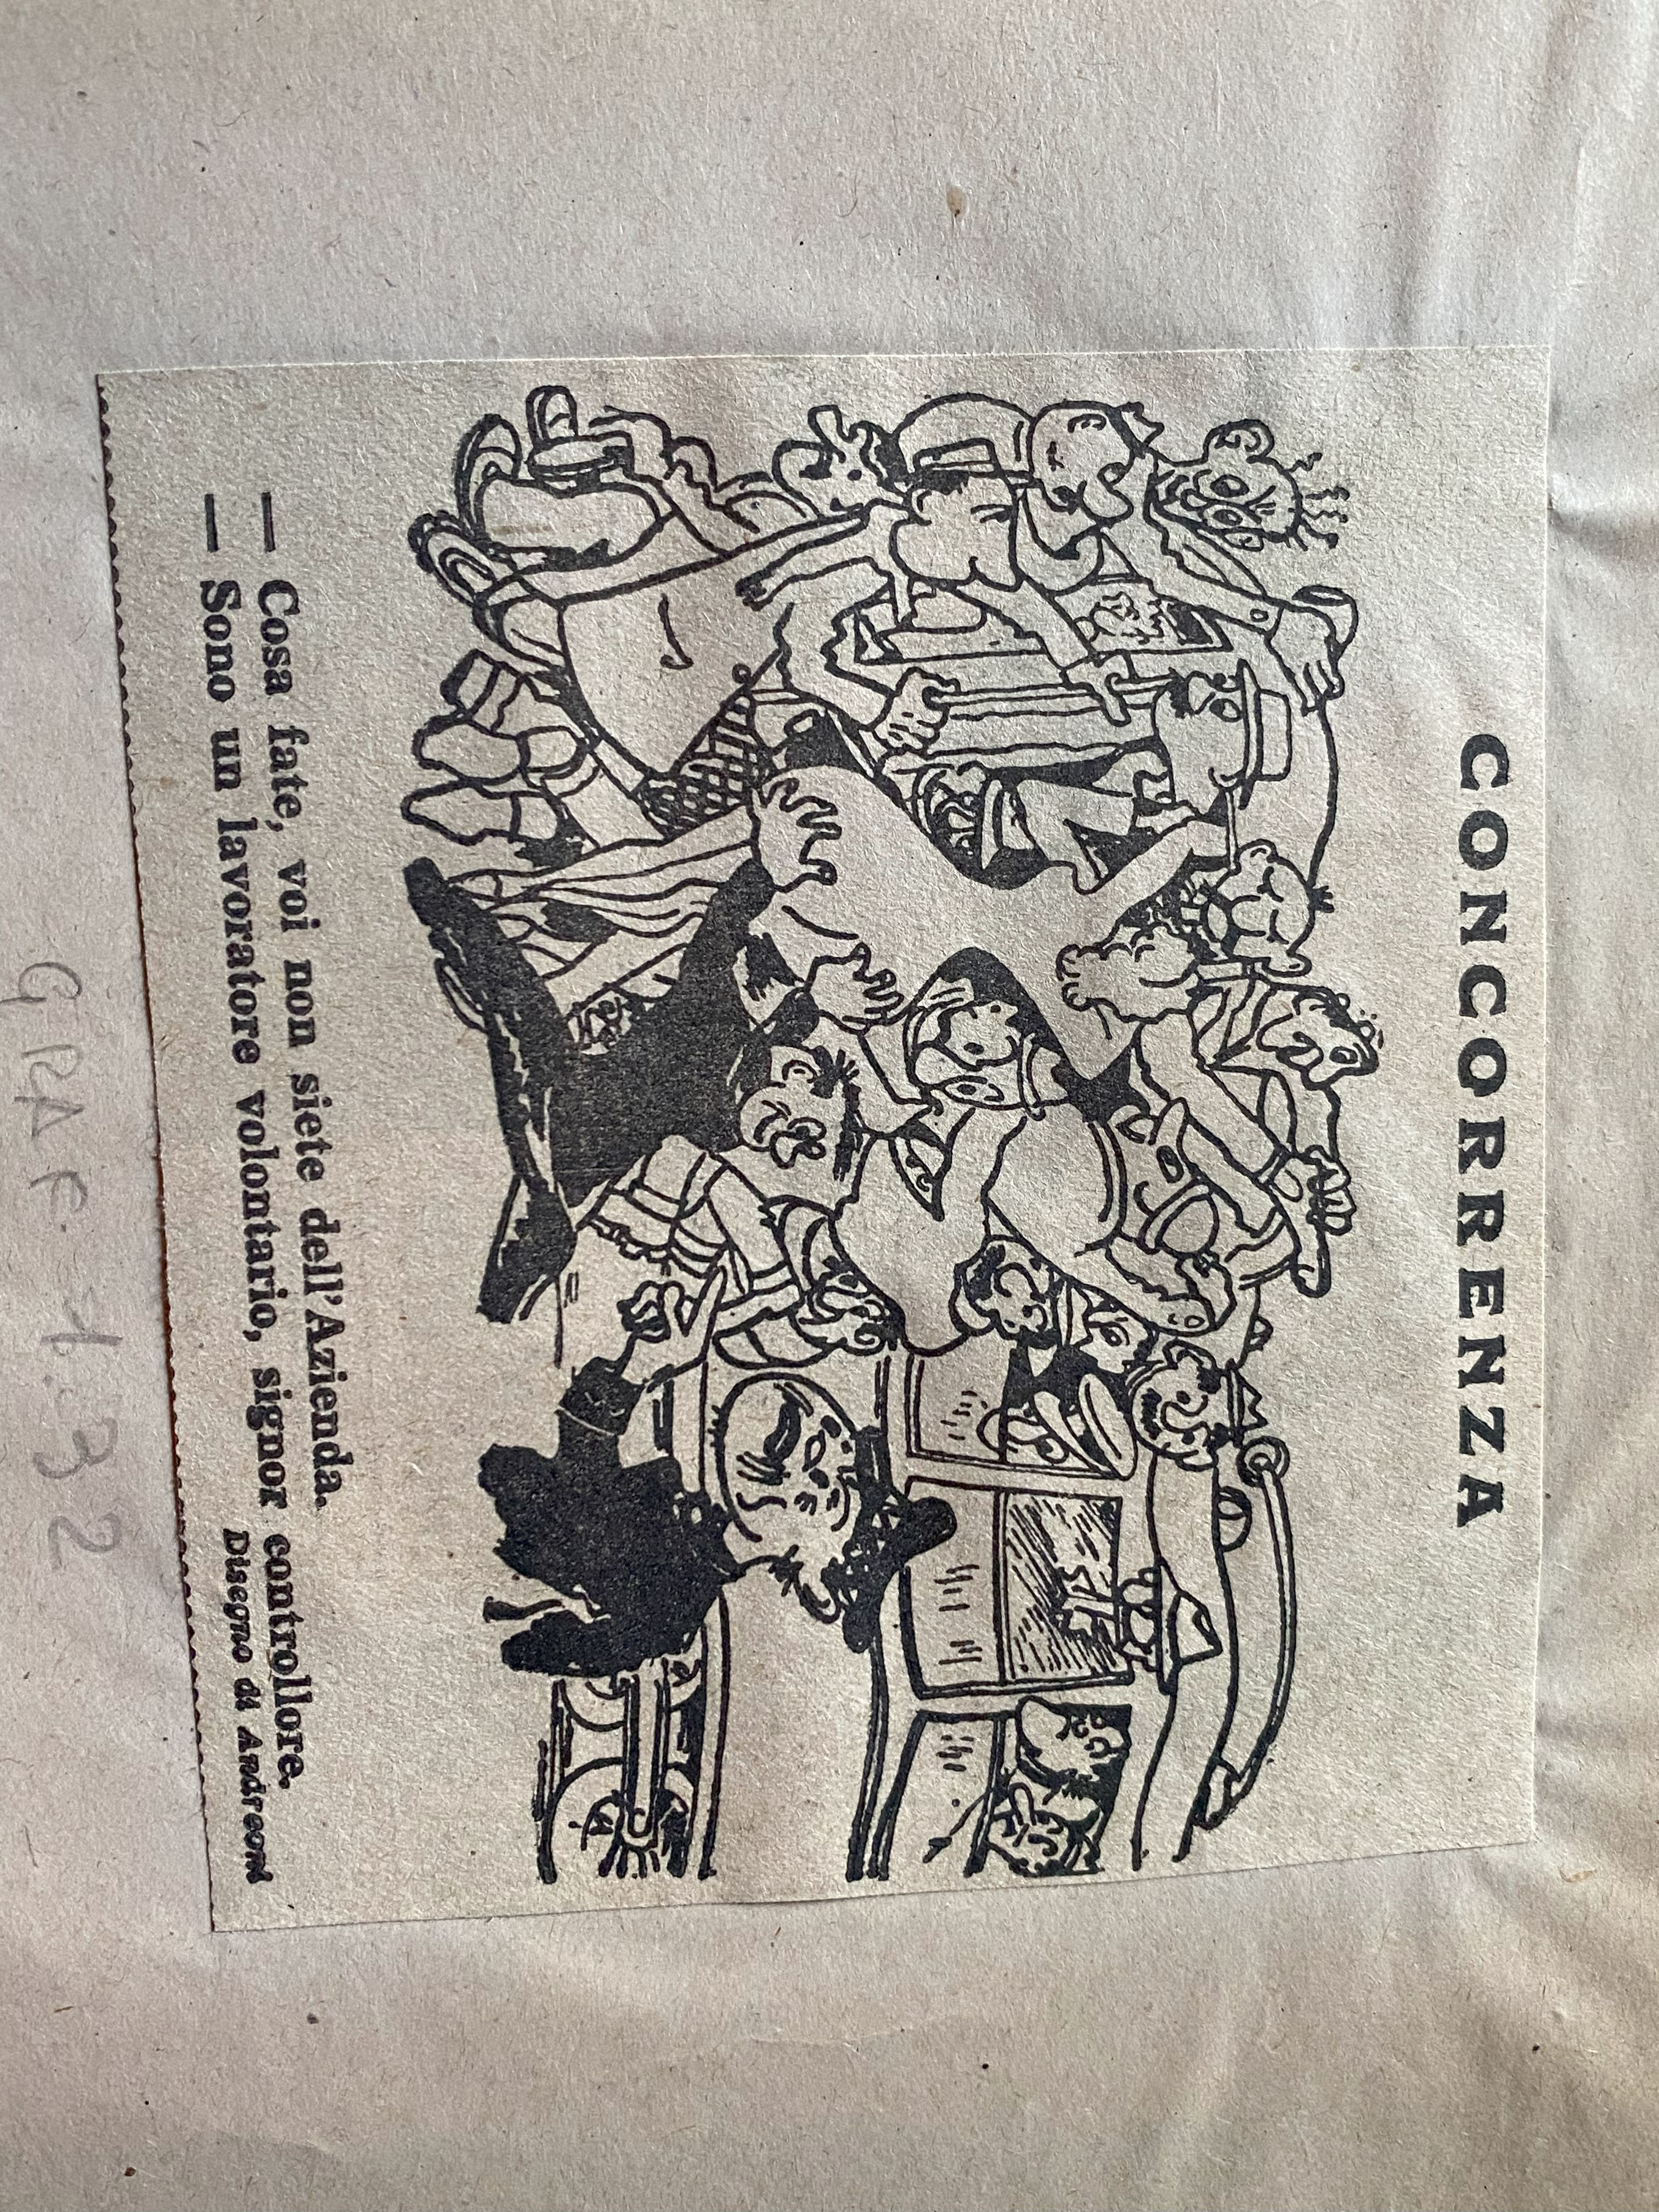 CONCORRENZA
— Cosa fate, voi non siete dell'Azienda.
— Sono un lavoratore volontario, signor controllore.
Disegno di Andreoni
GRAF. 1.32